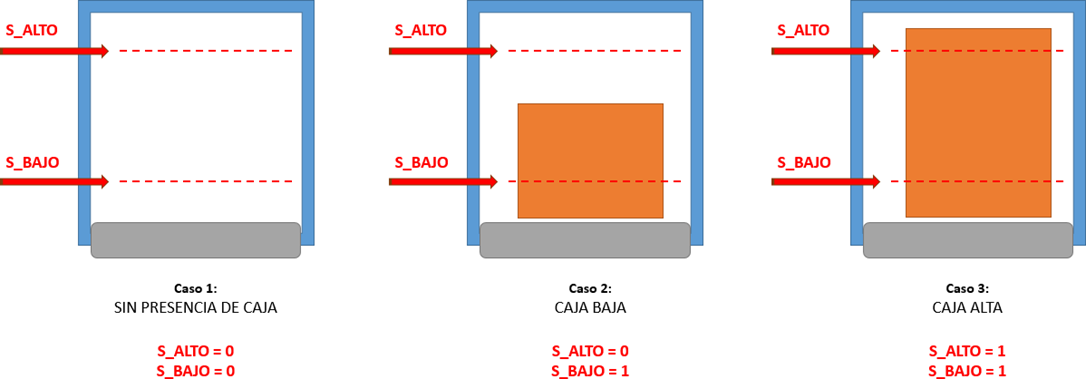 S_ALTO
S_BAJO
Caso 1:
SIN PRESENCIA DE CAJA
S_ALTO = 0
S_BAJO = 0
S_ALTO
S_BAJO
Caso 2:
CAJA BAJA
S_ALTO = 0
S_BAJO = 1
S_ALTO
S_BAJO
Caso 3:
CAJA ALTA
S_ALTO = 1
S_BAJO = 1